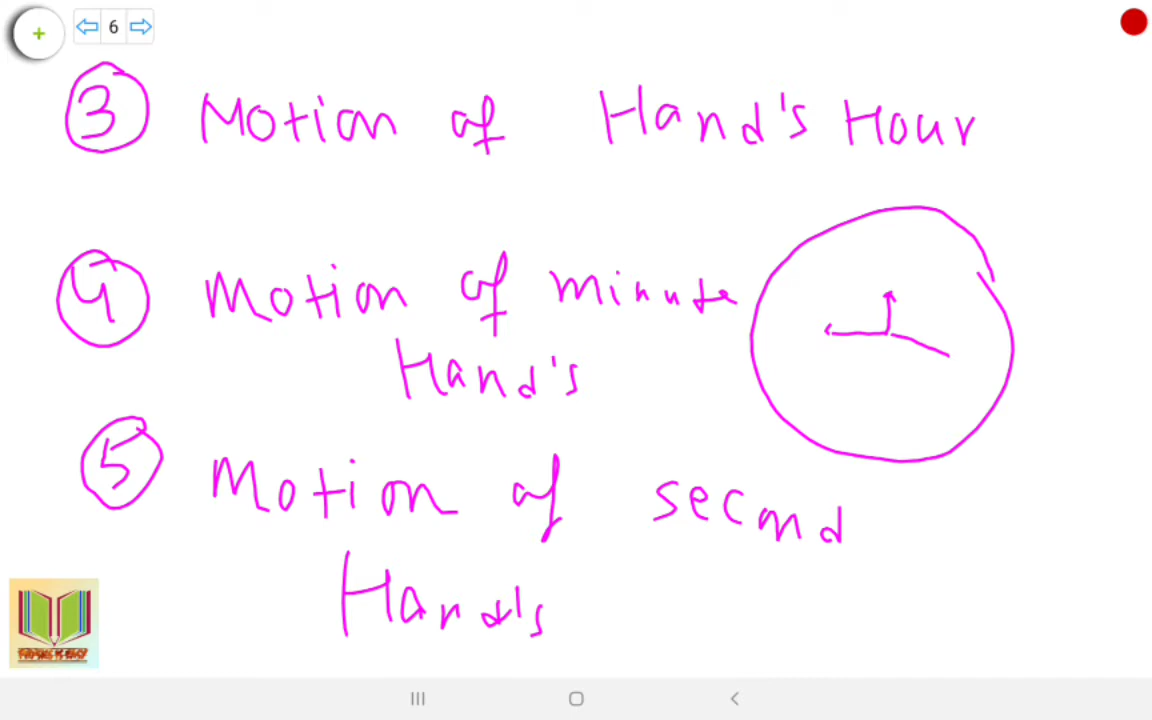 6
3 Motion of Hand's Hour
4 Motion of minute
Hand's
5 Motion of second
Hand's